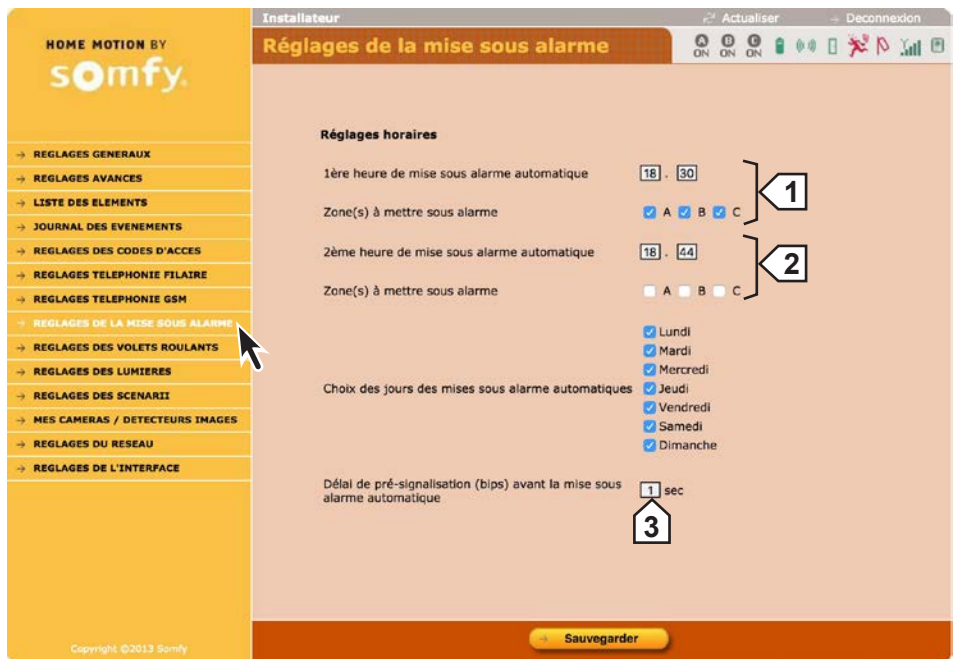 Installateur
Actualiser
Deconnexion
HOME MOTION BY
somfy.
Réglages de la mise sous alarme
A B C
ON ON ON
REGLAGES GENERAUX
REGLAGES AVANCES
LISTE DES ELEMENTS
JOURNAL DES EVENEMENTS
REGLAGES DES CODES D'ACCES
REGLAGES TELEPHONIE FILAIRE
REGLAGES TELEPHONIE GSM
REGLAGES DE LA MISE SOUS ALARME
REGLAGES DES VOLETS ROULANTS
REGLAGES DES LUMIERES
REGLAGES DES SCENARII
MES CAMERAS / DETECTEURS IMAGES
REGLAGES DU RESEAU
REGLAGES DE L'INTERFACE
Réglages horaires
1ère heure de mise sous alarme automatique 18 . 30
Zone(s) à mettre sous alarme A B C
1
2ème heure de mise sous alarme automatique 18 . 44
Zone(s) à mettre sous alarme A B C
2
Choix des jours des mises sous alarme automatiques
Lundi
Mardi
Mercredi
Jeudi
Vendredi
Samedi
Dimanche
Délai de pré-signalisation (bips) avant la mise sous
alarme automatique
1 sec
3
Sauvegarder
Copyright ©2013 Somfy